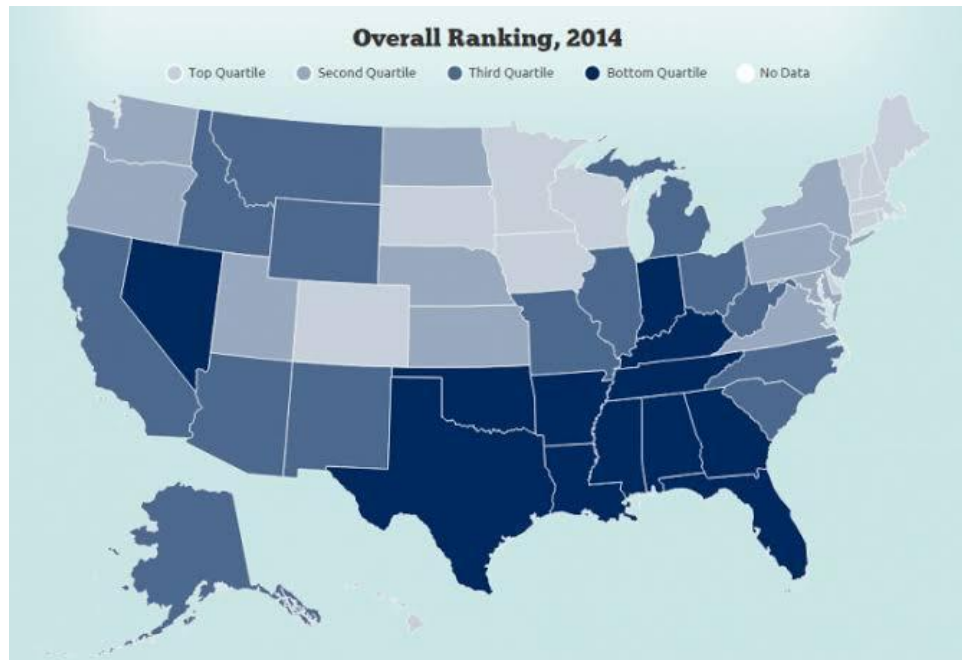 Overall Ranking, 2014
Top Quartile Second Quartile Third Quartile Bottom Quartile No Data